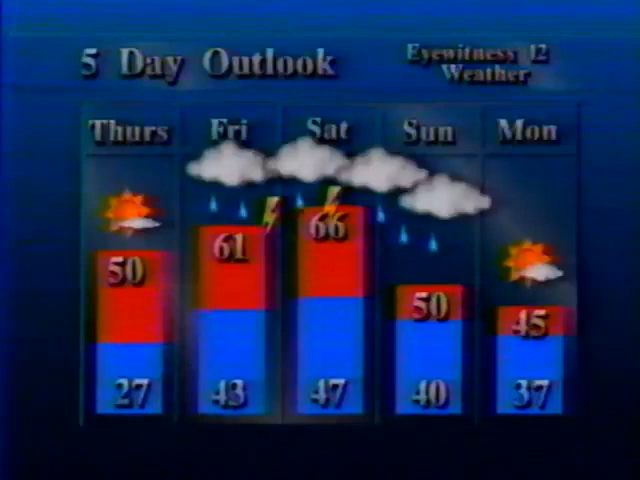 5 Day Outlook
Eyewitness 12
Weather
Thurs Fri Sat Sun Mon
50 61 66 50 45
27 43 47 40 37